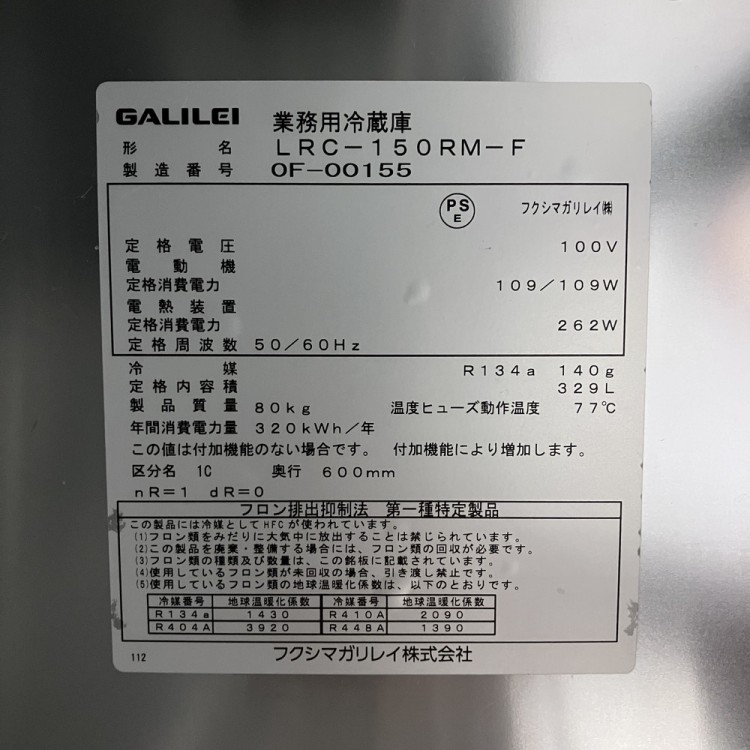 GALILEI 業務用冷蔵庫
形名 LRC-150RM-F
製造番号 OF-00155
PSE フクシマガリレイ㈱
定格電圧 100V
電動機
定格消費電力 109/109W
電熱装置
定格消費電力 262W
定格周波数 50/60Hz
冷媒 R134a 140g
定格内容積 329L
製品質量 80kg 温度ヒューズ動作温度 77℃
年間消費電力量 320kWh/年
この値は付加機能のない場合です。 付加機能により増加します。
区分名 1C 奥行 600mm
nR=1 dR=0
フロン排出抑制法 第一種特定製品
この製品には冷媒としてHFCが使われています。
(1)フロン類をみだりに大気中に放出することは禁じられています。
(2)この製品を廃棄・整備する場合には、フロン類の回収が必要です。
(3)フロン類の種類及び数量は、この銘板に記載されています。
(4)使用しているフロン類が未回収の場合、引き渡し禁止です。
(5)使用しているフロン類の地球温暖化係数は、以下のとおりです。
冷媒番号 地球温暖化係数 冷媒番号 地球温暖化係数
R134a 1430 R410A 2090
R404A 3920 R448A 1390
112 フクシマガリレイ株式会社